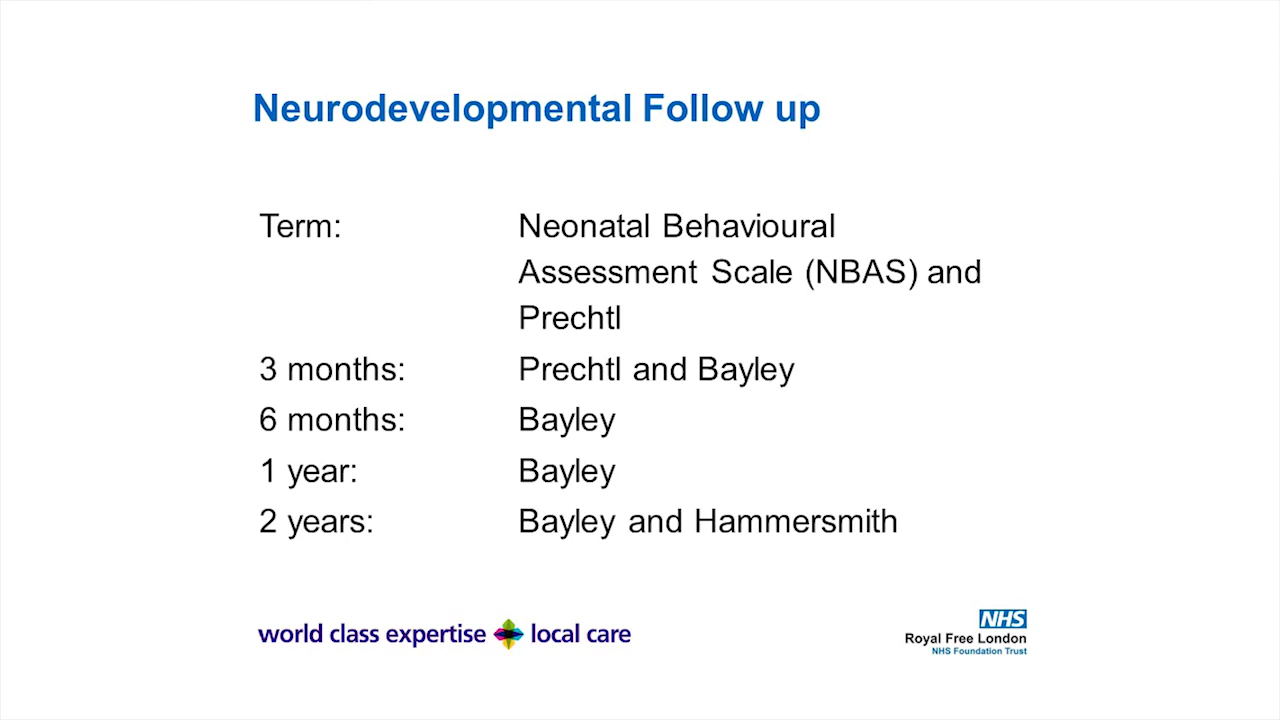 Neurodevelopmental Follow up
Term: Neonatal Behavioural
Assessment Scale (NBAS) and
Prechtl
3 months: Prechtl and Bayley
6 months: Bayley
1 year: Bayley
2 years: Bayley and Hammersmith
world class expertise local care
NHS
Royal Free London
NHS Foundation Trust